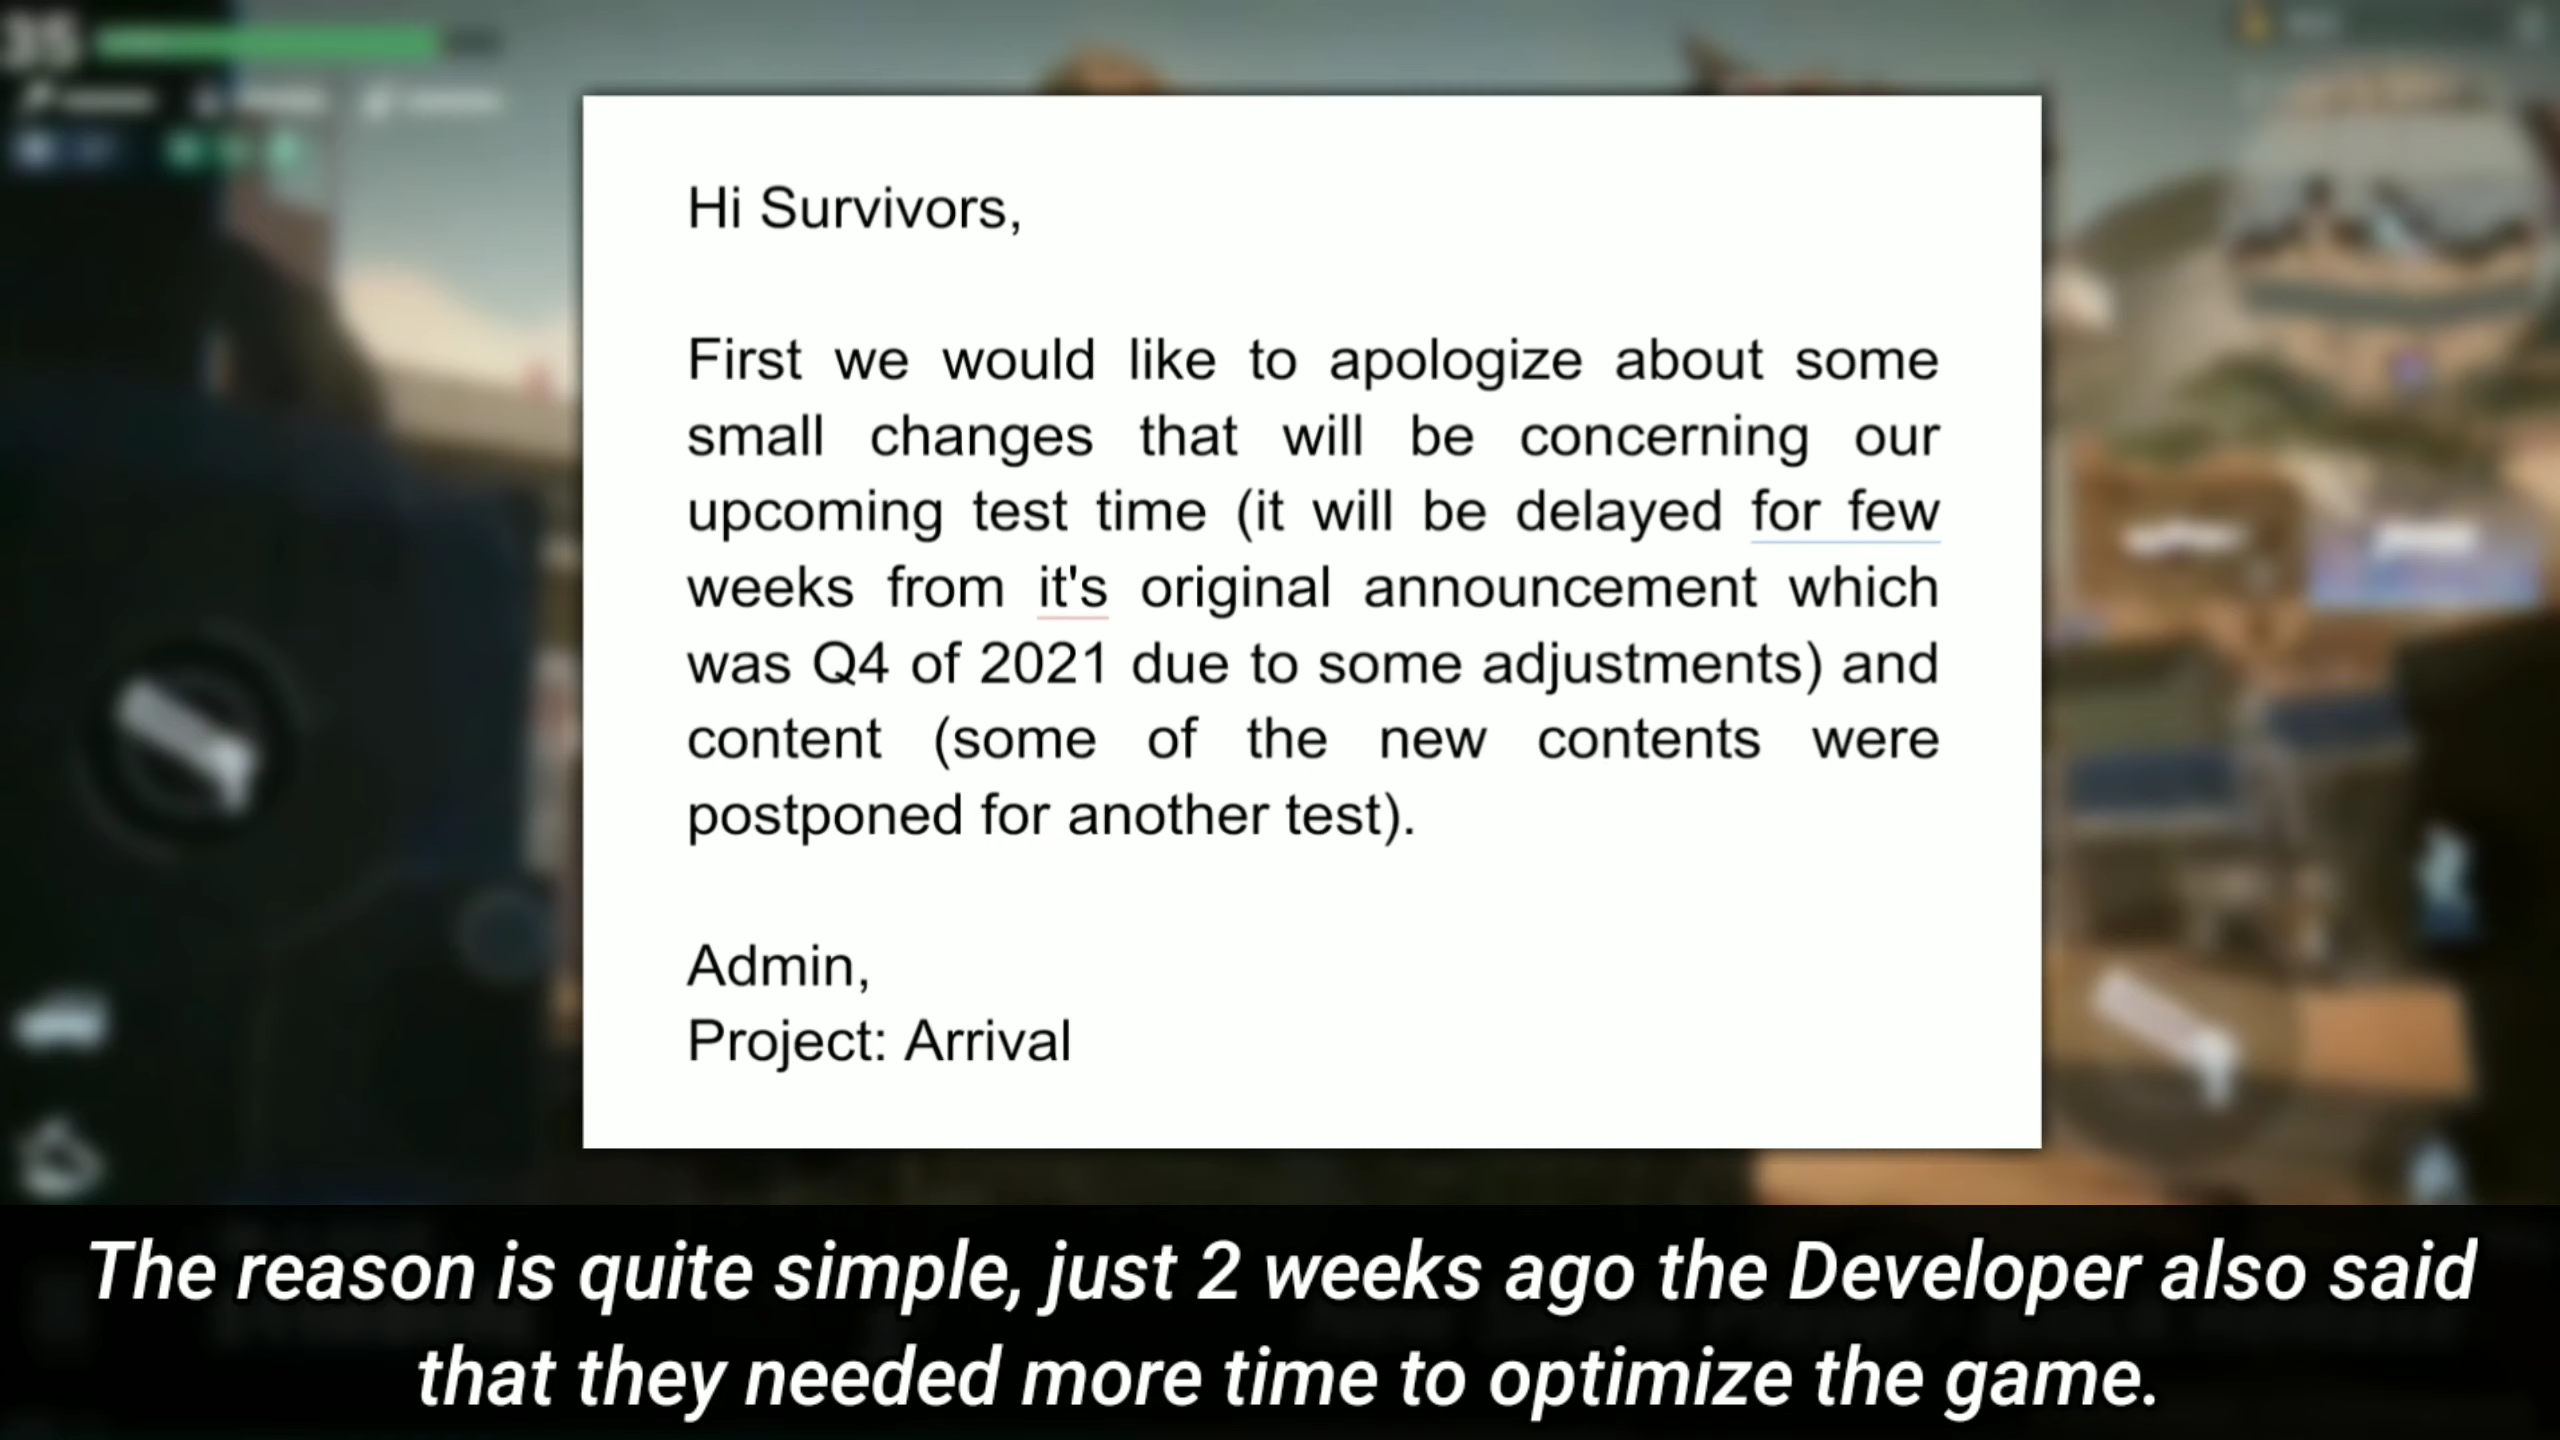 35
Hi Survivors,
First we would like to apologize about some
small changes that will be concerning our
upcoming test time (it will be delayed for few
weeks from it's original announcement which
was Q4 of 2021 due to some adjustments) and
content (some of the new contents were
postponed for another test).
Admin,
Project: Arrival
The reason is quite simple, just 2 weeks ago the Developer also said
that they needed more time to optimize the game.